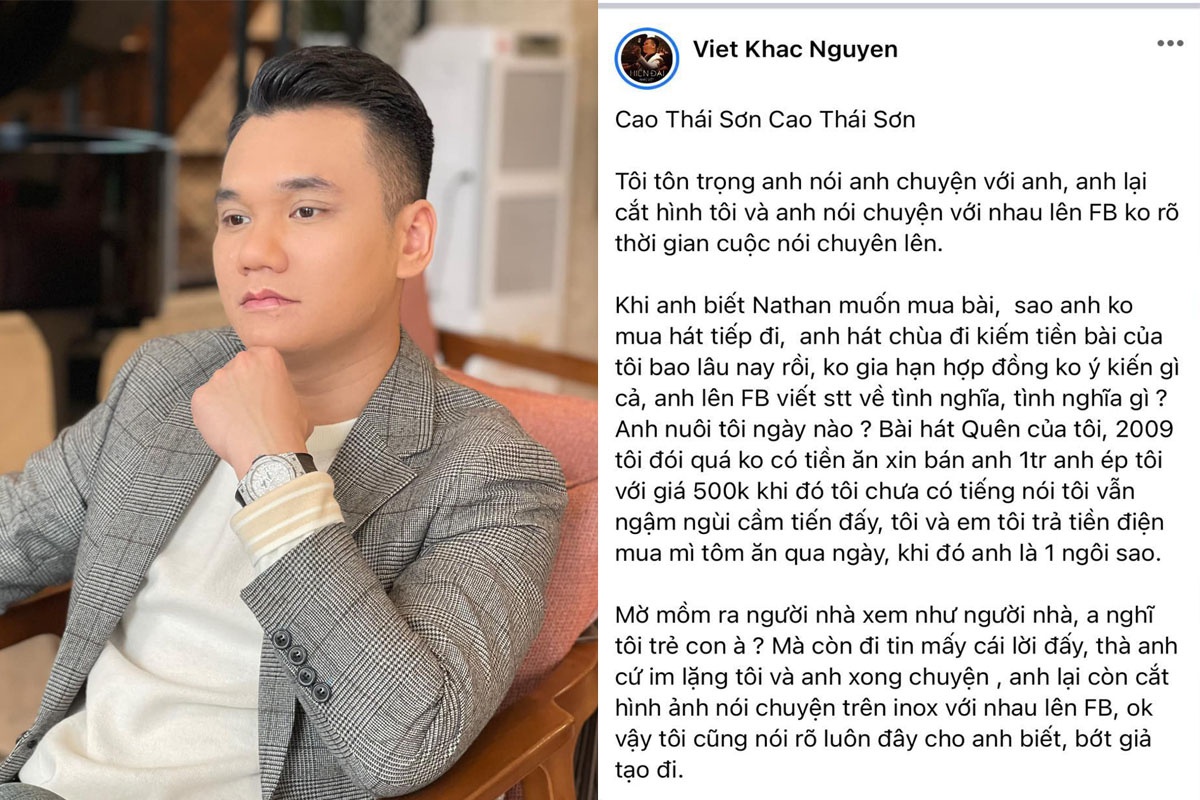 Viet Khac Nguyen
HIỆN ĐẠI
Cao Thái Sơn Cao Thái Sơn
Tôi tôn trọng anh nói anh chuyện với anh, anh lại
cắt hình tôi và anh nói chuyện với nhau lên FB ko rõ
thời gian cuộc nói chuyên lên.
Khi anh biết Nathan muốn mua bài, sao anh ko
mua hát tiếp đi, anh hát chùa đi kiếm tiền bài của
tôi bao lâu nay rồi, ko gia hạn hợp đồng ko ý kiến gì
cả, anh lên FB viết stt về tình nghĩa, tình nghĩa gì ?
Anh nuôi tôi ngày nào ? Bài hát Quên của tôi, 2009
tôi đói quá ko có tiền ăn xin bán anh 1tr anh ép tôi
với giá 500k khi đó tôi chưa có tiếng nói tôi vẫn
ngậm ngùi cầm tiến đấy, tôi và em tôi trả tiền điện
mua mì tôm ăn qua ngày, khi đó anh là 1 ngôi sao.
Mờ mồm ra người nhà xem như người nhà, a nghĩ
tôi trẻ con à ? Mà còn đi tin mấy cái lời đấy, thà anh
cứ im lặng tôi và anh xong chuyện , anh lại còn cắt
hình ảnh nói chuyện trên inox với nhau lên FB, ok
vậy tôi cũng nói rõ luôn đây cho anh biết, bớt giả
tạo đi.